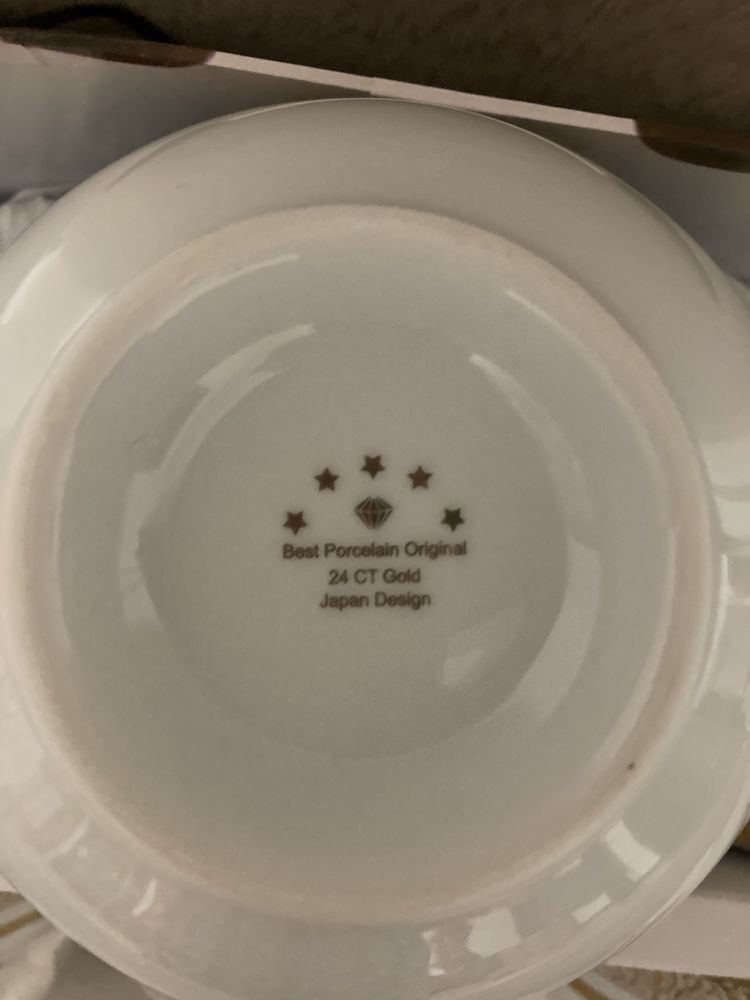 Best Porcelain Original
24 CT Gold
Japan Design